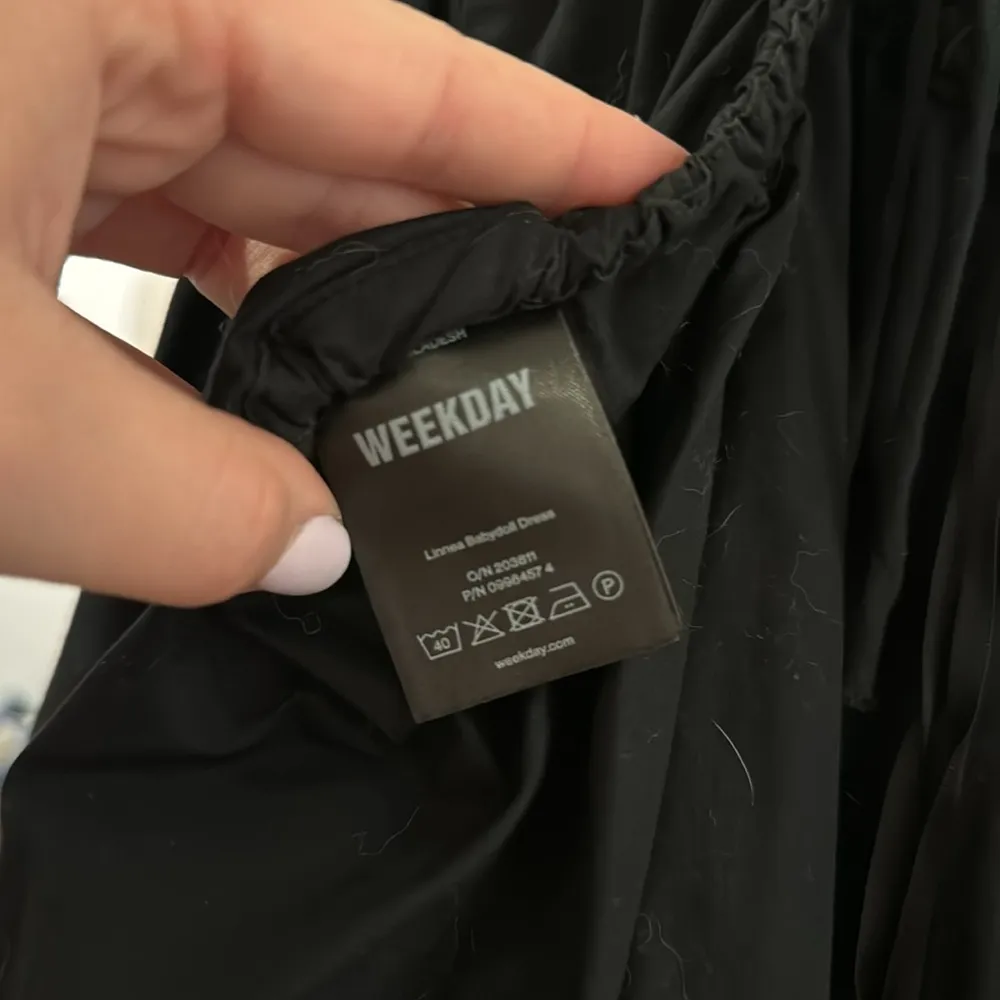 WEEKDAY
Linnea Babydoll Dress
O/N 203811
P/N 0998457 4
40 P
weekday.com